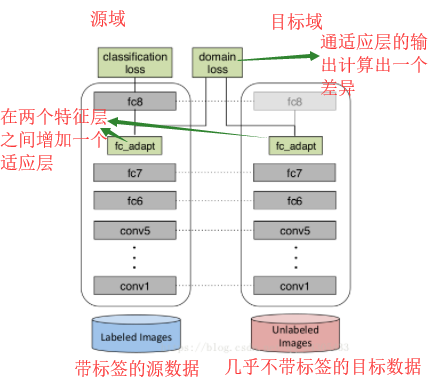 源域
目标域
classification
loss
domain
loss
通适应层的输
出计算出一个
差异
fc8
fc8
在两个特征层
之间增加一个
适应层
fc_adapt
fc_adapt
fc7
fc7
fc6
fc6
conv5
conv5
conv1
conv1
Labeled Images
Unlabeled
Images
带标签的源数据
几乎不带标签的目标数据